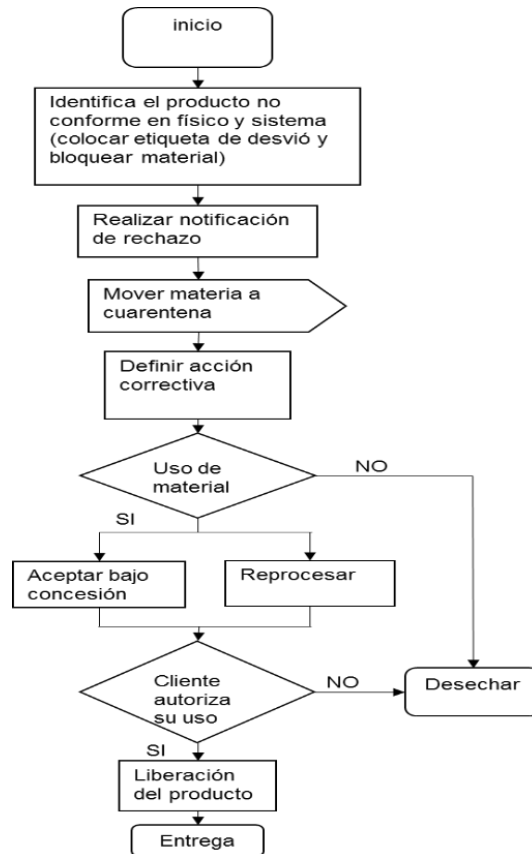 inicio
Identifica el producto no
conforme en físico y sistema
(colocar etiqueta de desvió y
bloquear material)
Realizar notificación
de rechazo
Mover materia a
cuarentena
Definir acción
correctiva
Uso de
material
NO
SI
Aceptar bajo
concesión
Reprocesar
Cliente
autoriza
su uso
NO
Desechar
SI
Liberación
del producto
Entrega